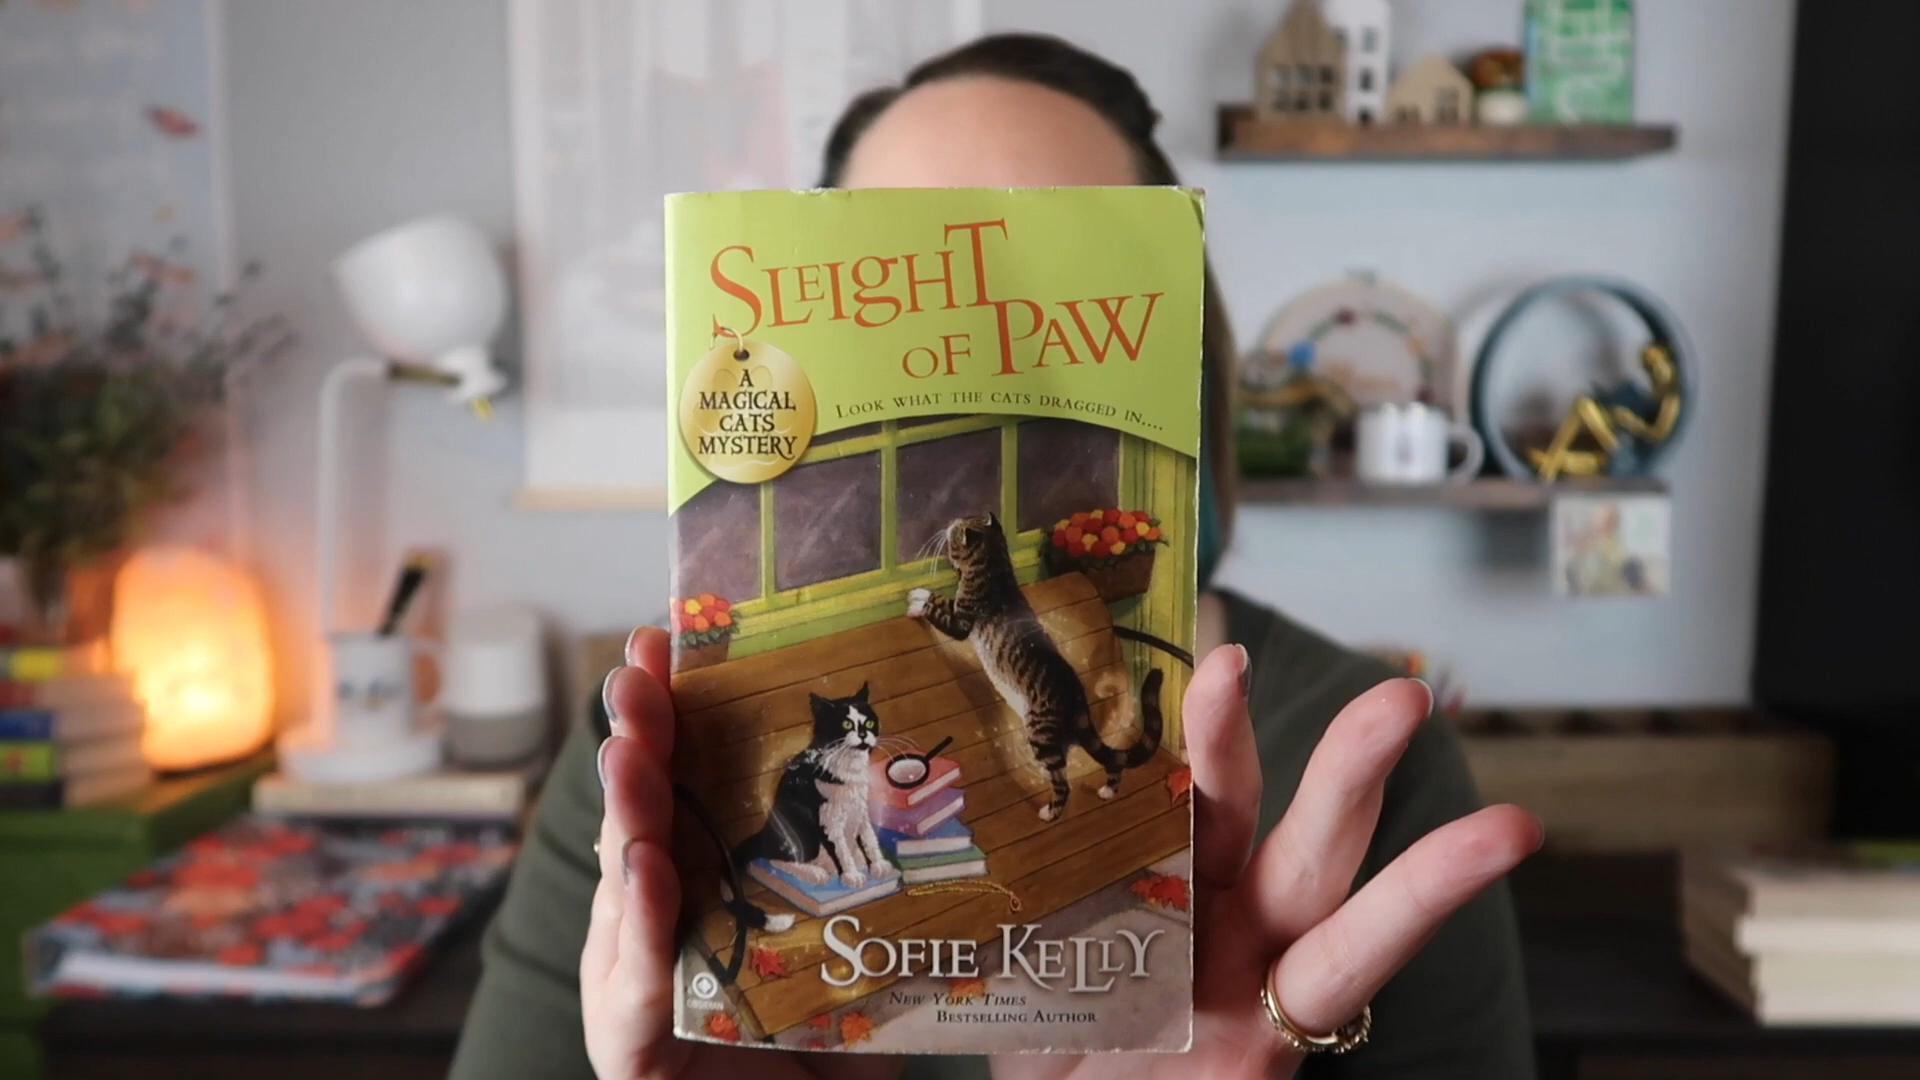 SLEIGHT
OF PAW
A
MAGICAL
CATS
MYSTERY
LOOK WHAT THE CATS DRAGGED IN....
SOFIE KELLY
NEW YORK TIMES
BESTSELLING AUTHOR
OBSIDIAN